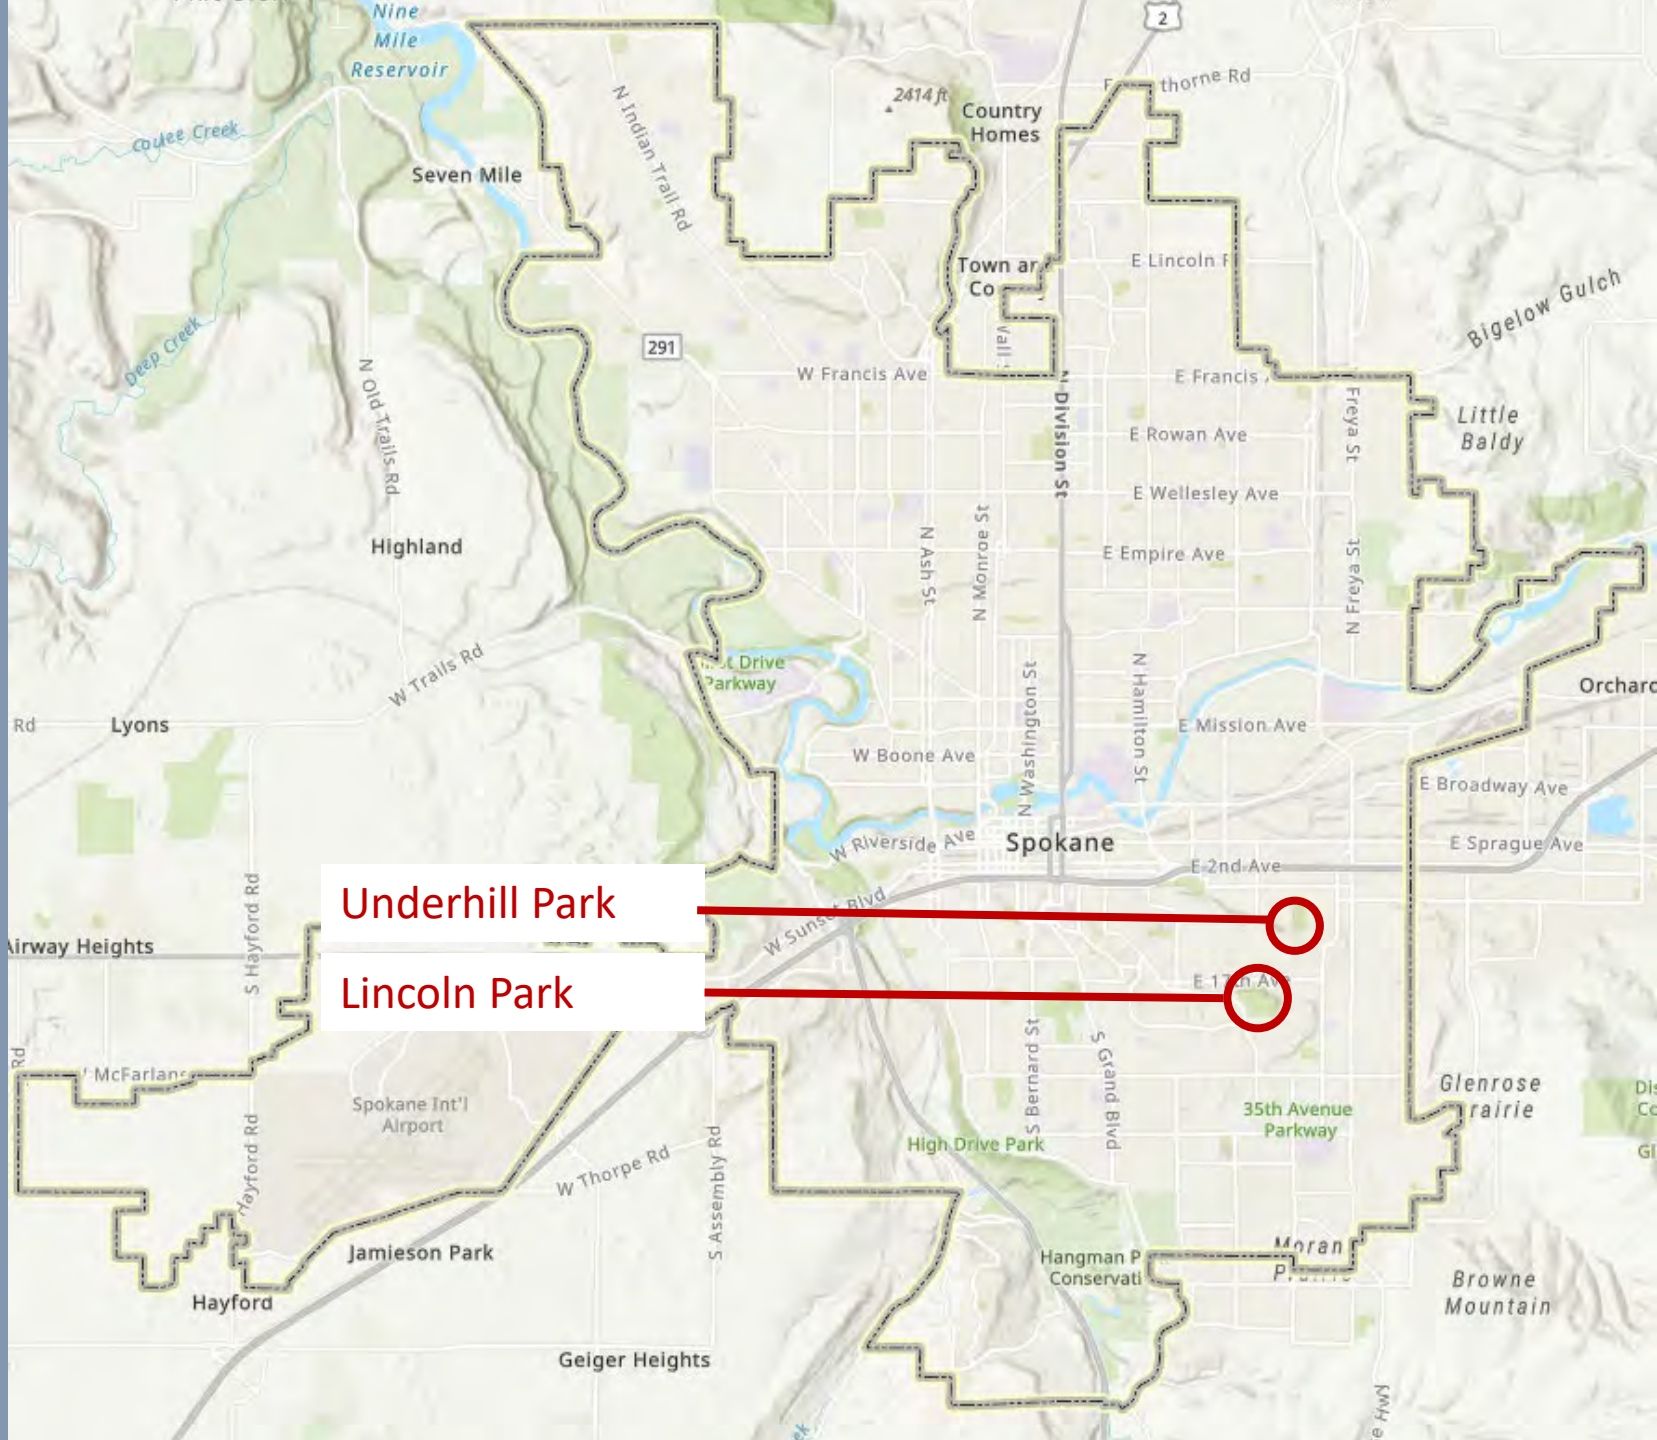 Nine
Mile
Reservoir
2
thorne Rd
2414 ft
Country
Homes
N Indian Trail Rd
Coulee Creek
Seven Mile
Town
Co
E Lincoln
Bigelow Gulch
Deep Creek
291
Wall
N Old Trails Rd
W Francis Ave
E Francis
N Division St
Freya St
Little
Baldy
E Rowan Ave
E Wellesley Ave
Highland
N Ash St
N Monroe St
E Empire Ave
N Freya St
W Trails Rd
Drive
Parkway
N Washington St
N Hamilton St
Orchard
Rd
Lyons
E Mission Ave
W Boone Ave
E Broadway Ave
W Riverside Ave
Spokane
E Sprague Ave
E 2nd Ave
Underhill Park
W Sunset Blvd
Airway Heights
S Hayford Rd
Lincoln Park
E 17th Ave
Rd
McFarlane
S Bernard St
S Grand Blvd
Glenrose
rairie
Spokane Int'l
Airport
35th Avenue
Parkway
Hayford Rd
High Drive Park
W Thorpe Rd
S Assembly Rd
Jamieson Park
Hangman P
Conservati
Moran
Browne
Mountain
Hayford
Geiger Heights
Hwy